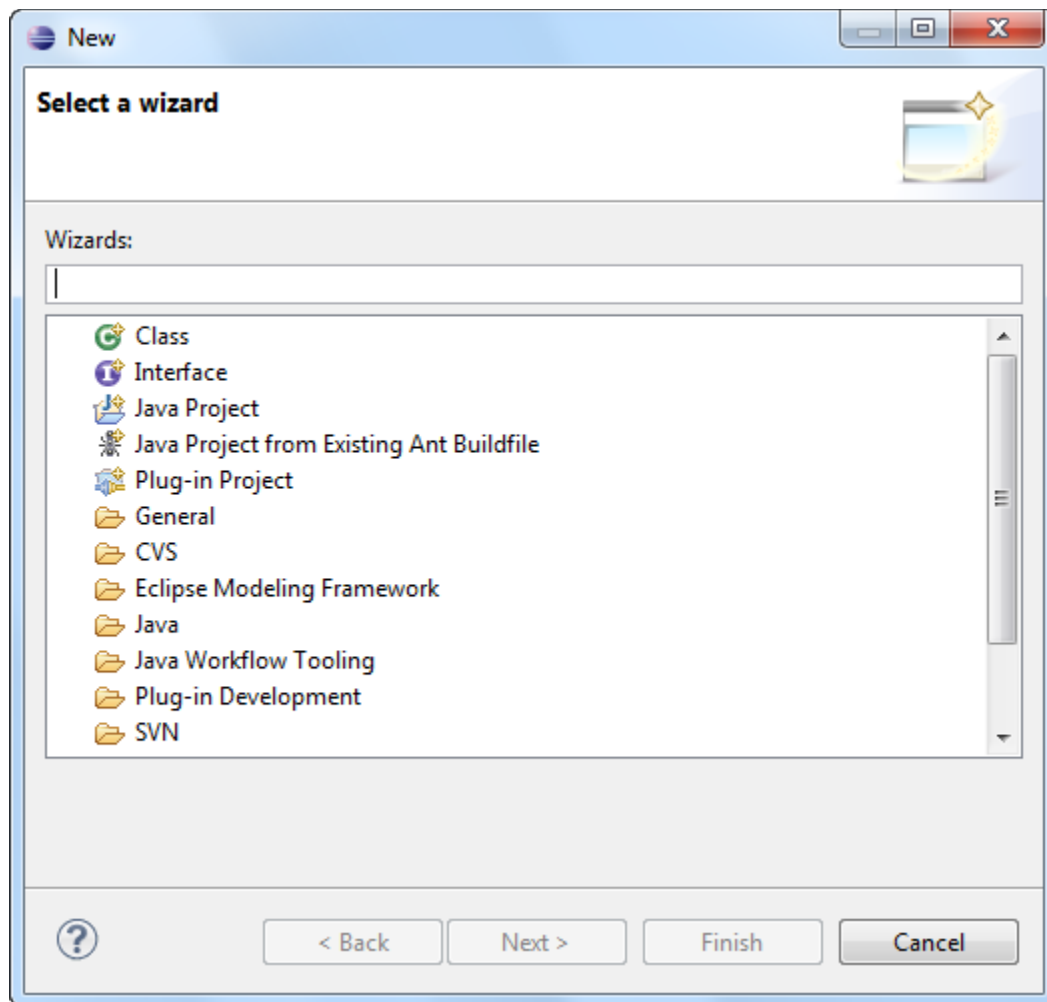 New
Select a wizard
Wizards:
Class
Interface
Java Project
Java Project from Existing Ant Buildfile
Plug-in Project
General
CVS
Eclipse Modeling Framework
Java
Java Workflow Tooling
Plug-in Development
SVN
< Back Next > Finish Cancel